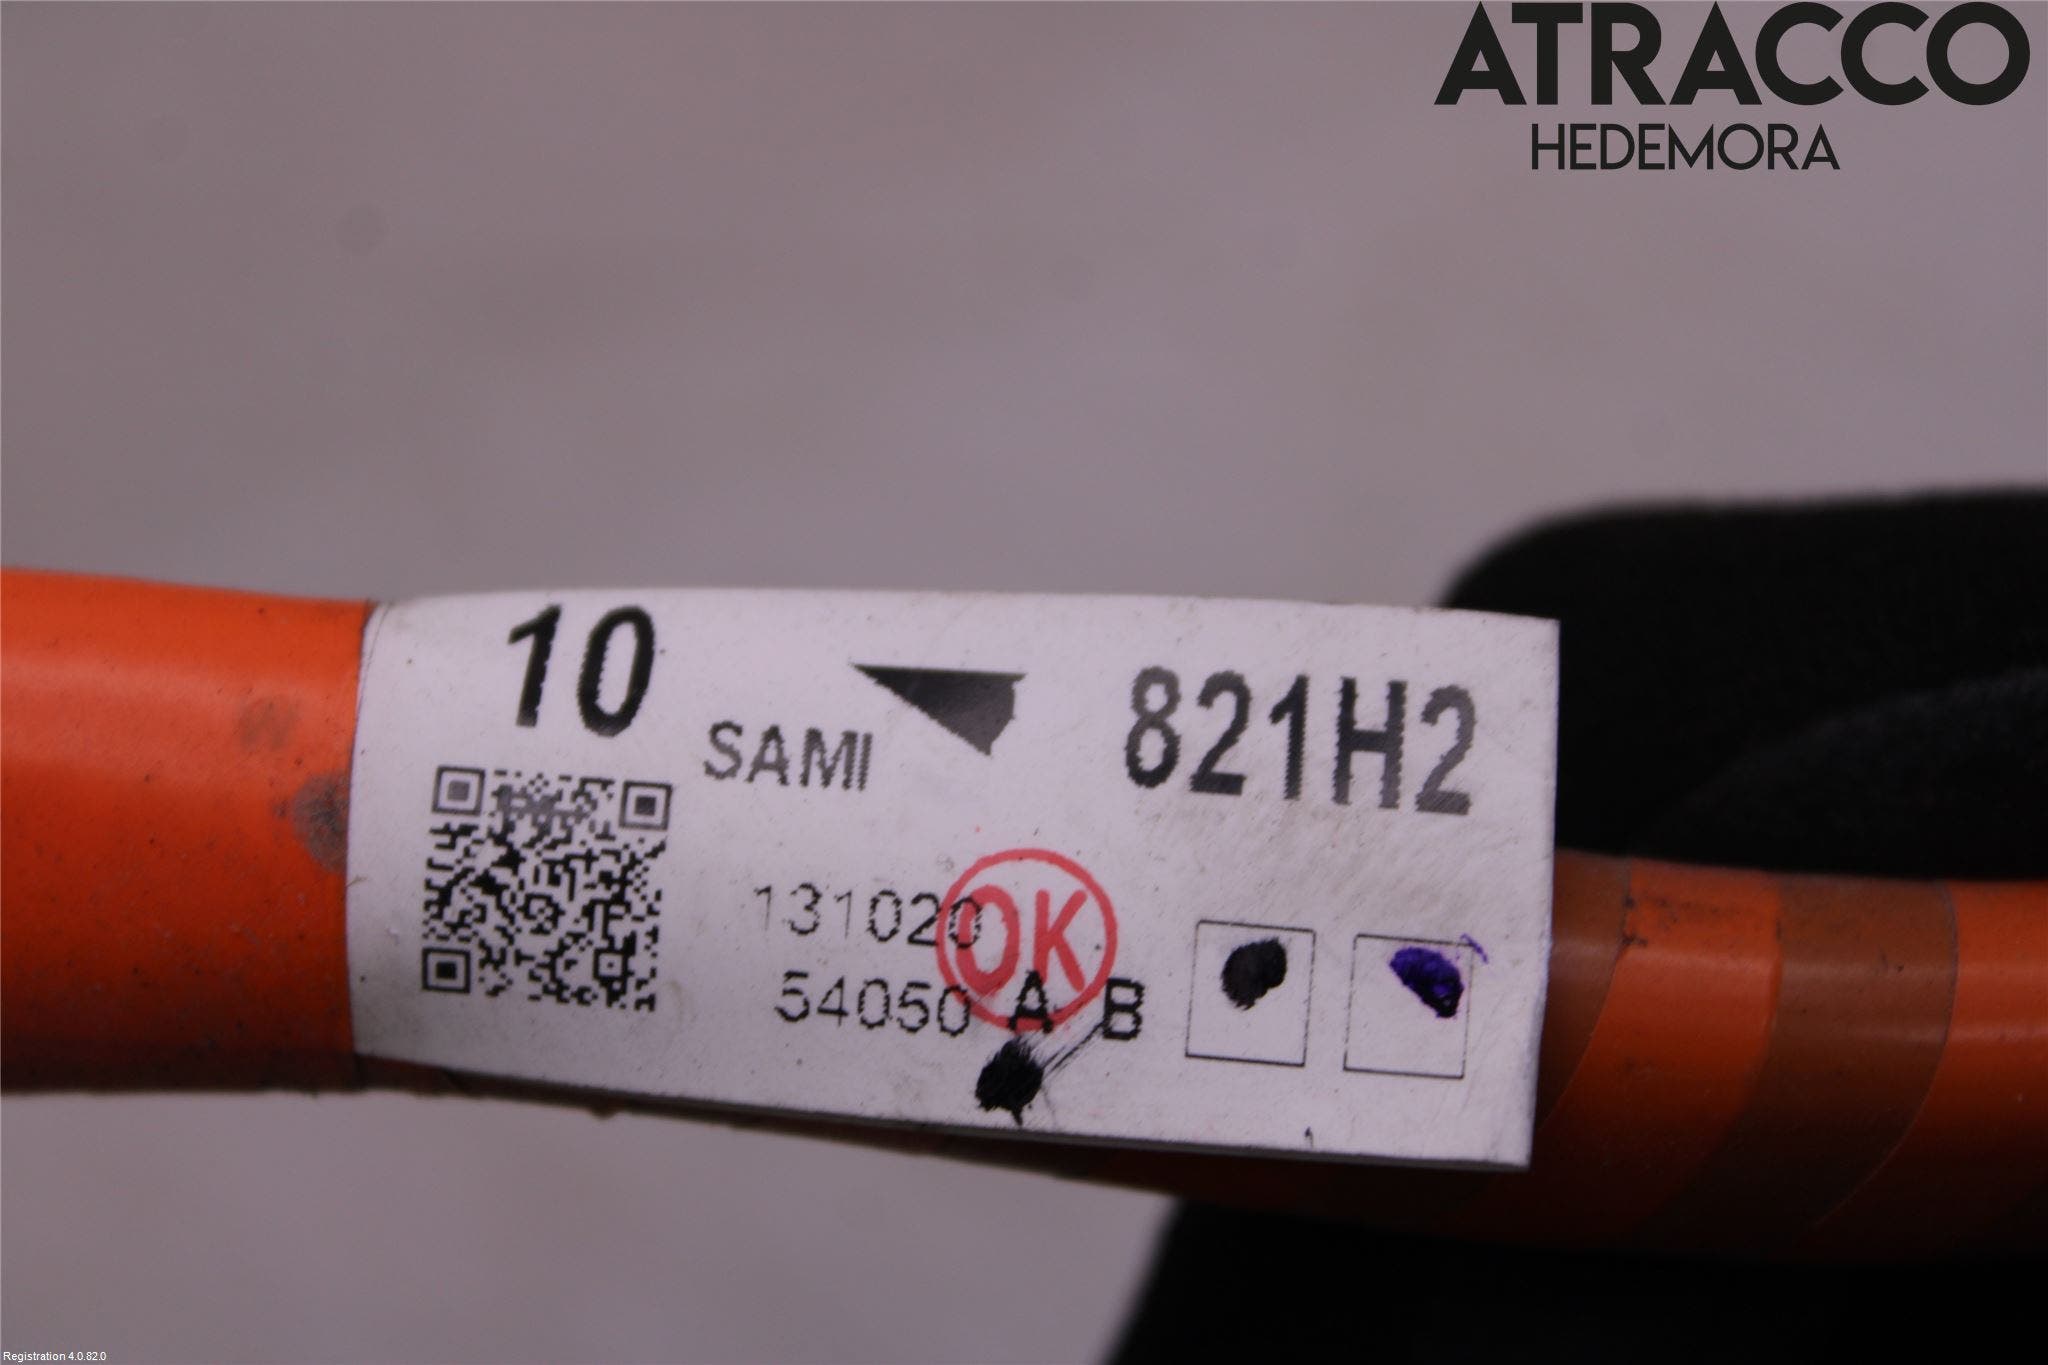 ATRACCO
HEDEMORA
10
SAMI
821H2
131020
OK
54050 A B
Registration 4.0.82.0